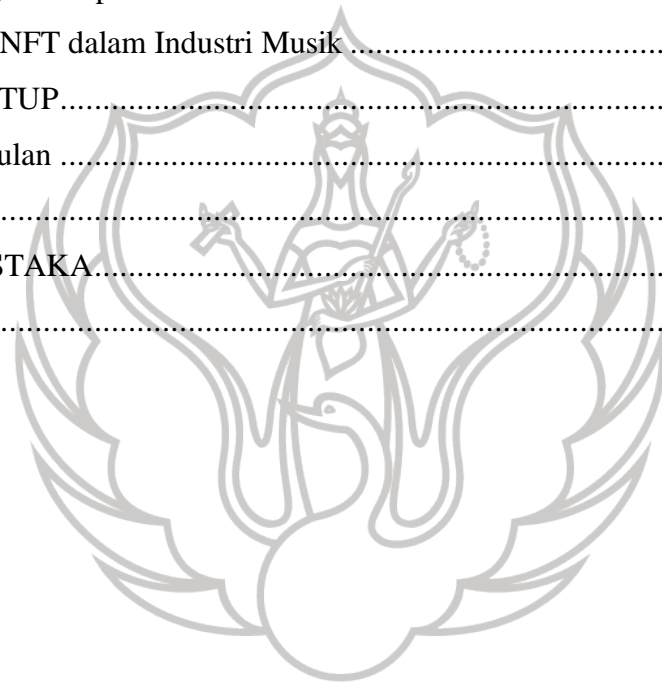 NFT dalam Industri Musik ..........................................
TUP..............................................................................
ulan ..............................................................................
......................................................................................
STAKA.........................................................................
......................................................................................